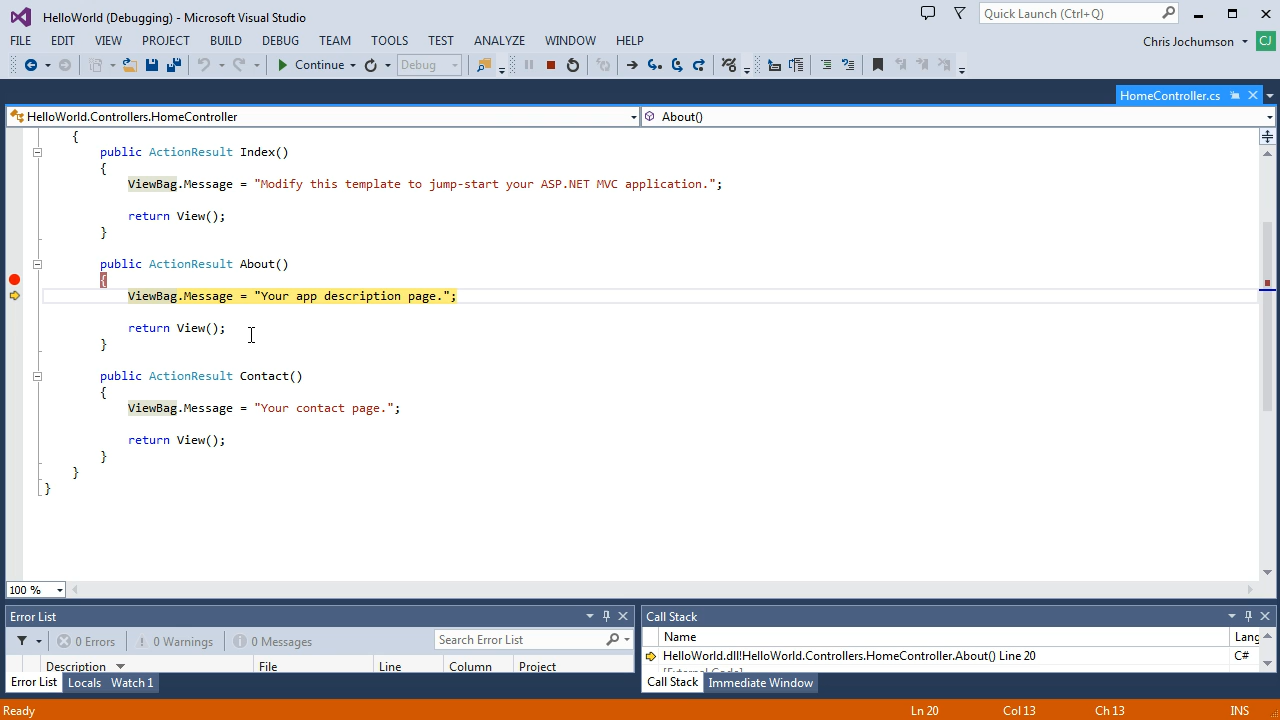 HelloWorld (Debugging) - Microsoft Visual Studio
Quick Launch (Ctrl+Q)
FILE EDIT VIEW PROJECT BUILD DEBUG TEAM TOOLS TEST ANALYZE WINDOW HELP
Chris Jochumson CJ
Continue Debug
HomeController.cs
HelloWorld.Controllers.HomeController About()
{
public ActionResult Index()
{
ViewBag.Message = "Modify this template to jump-start your ASP.NET MVC application.";
return View();
}
public ActionResult About()
{
ViewBag.Message = "Your app description page.";
return View();
}
public ActionResult Contact()
{
ViewBag.Message = "Your contact page.";
return View();
}
}
}
100 %
Error List
0 Errors 0 Warnings 0 Messages Search Error List
Description File Line Column Project
Error List Locals Watch 1
Call Stack
Name Lang
HelloWorld.dll!HelloWorld.Controllers.HomeController.About() Line 20 C#
[External Code]
Call Stack Immediate Window
Ready Ln 20 Col 13 Ch 13 INS